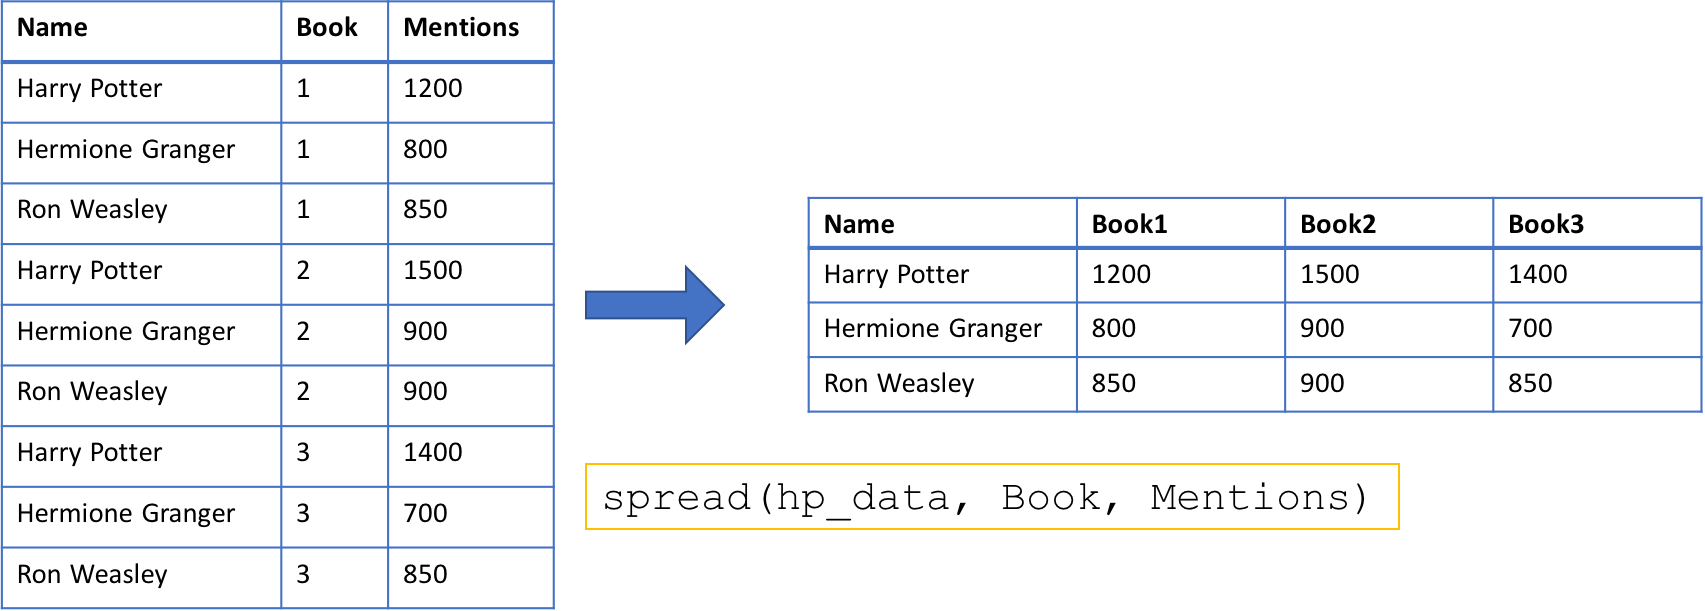 Name Book Mentions
Harry Potter 1 1200
Hermione Granger 1 800
Ron Weasley 1 850
Harry Potter 2 1500
Hermione Granger 2 900
Ron Weasley 2 900
Harry Potter 3 1400
Hermione Granger 3 700
Ron Weasley 3 850
Name Book1 Book2 Book3
Harry Potter 1200 1500 1400
Hermione Granger 800 900 700
Ron Weasley 850 900 850
spread(hp_data, Book, Mentions)